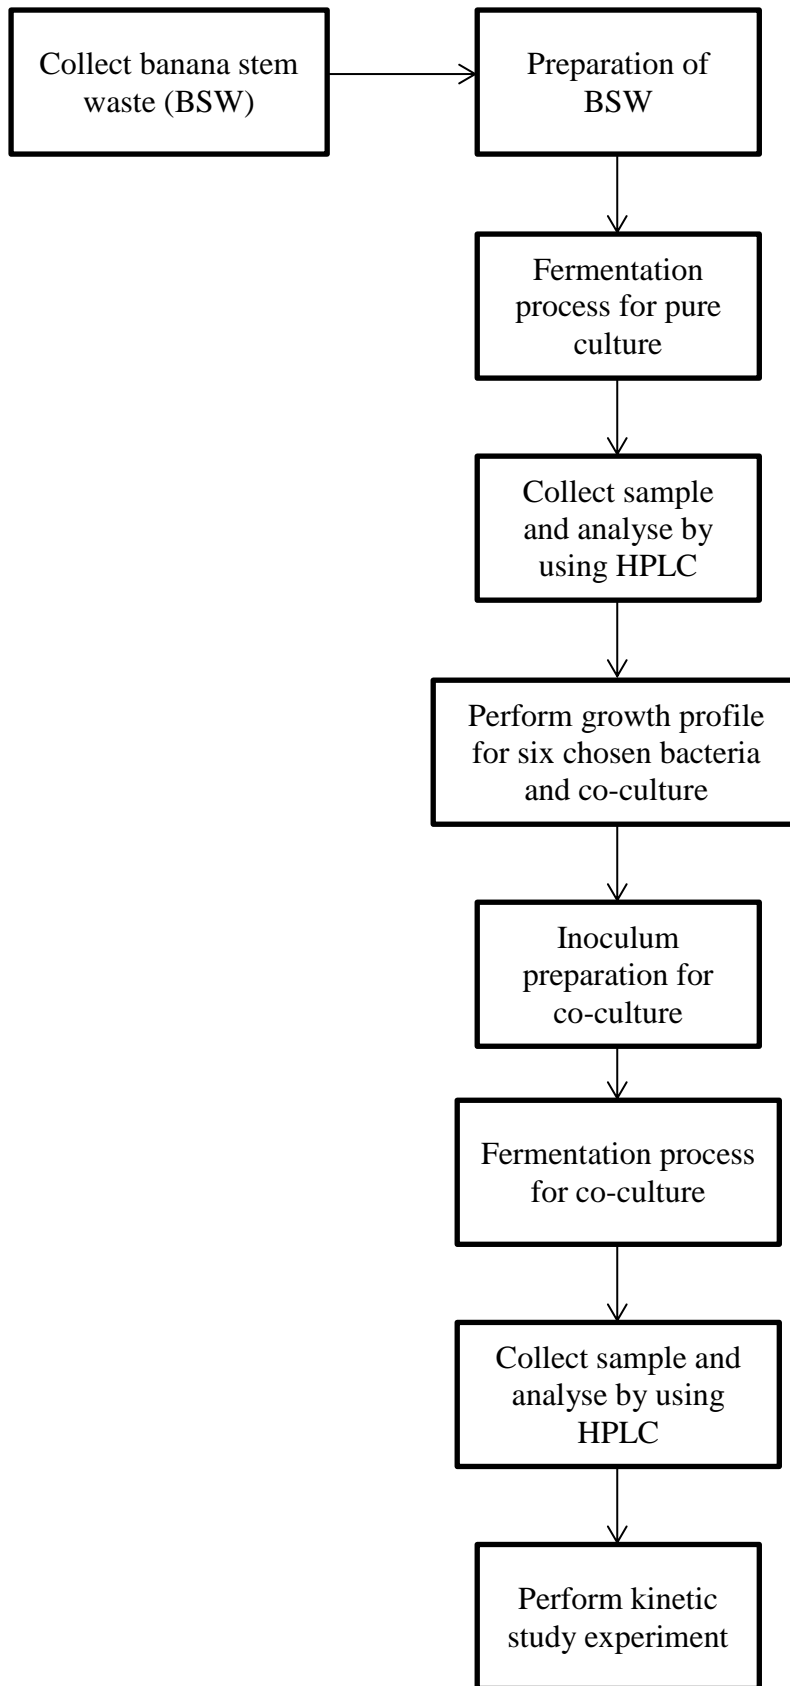 Collect banana stem
waste (BSW)
Preparation of
BSW
Fermentation
process for pure
culture
Collect sample
and analyse by
using HPLC
Perform growth profile
for six chosen bacteria
and co-culture
Inoculum
preparation for
co-culture
Fermentation process
for co-culture
Collect sample and
analyse by using
HPLC
Perform kinetic
study experiment